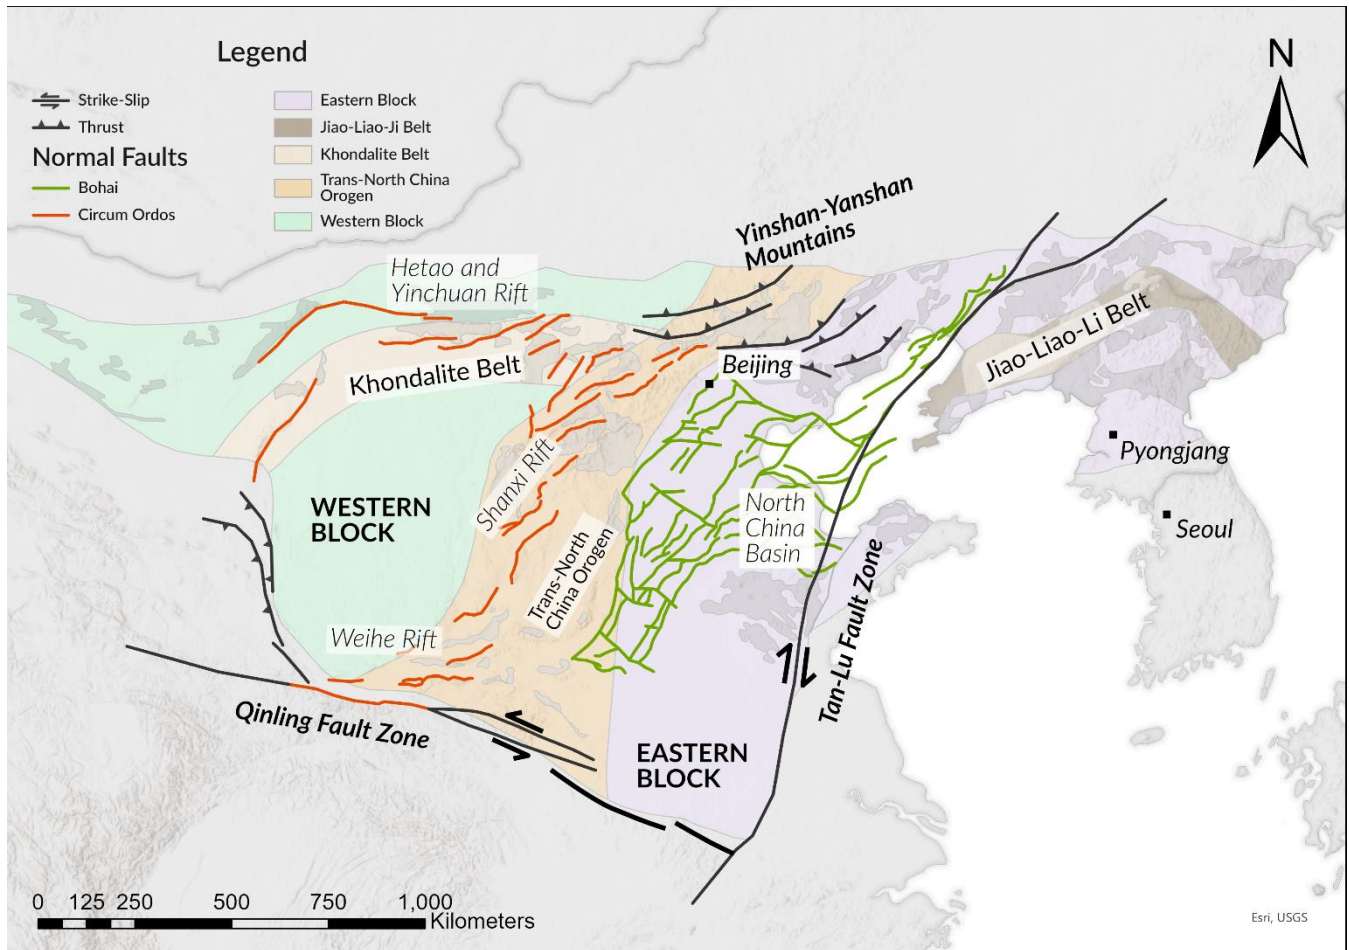 Legend
Strike-Slip
Thrust
Normal Faults
Bohai
Circum Ordos
Eastern Block
Jiao-Liao-Ji Belt
Khondalite Belt
Trans-North China
Orogen
Western Block
N
Yinshan-Yanshan
Mountains
Hetao and
Yinchuan Rift
Khondalite Belt
Beijing
Jiao-Liao-Li Belt
Pyongjang
Seoul
WESTERN
BLOCK
Shanxi Rift
North
China
Basin
Trans-North
China Orogen
Tan-Lu Fault Zone
Weihe Rift
Qinling Fault Zone
EASTERN
BLOCK
0 125 250 500 750 1,000
Kilometers
Esri, USGS